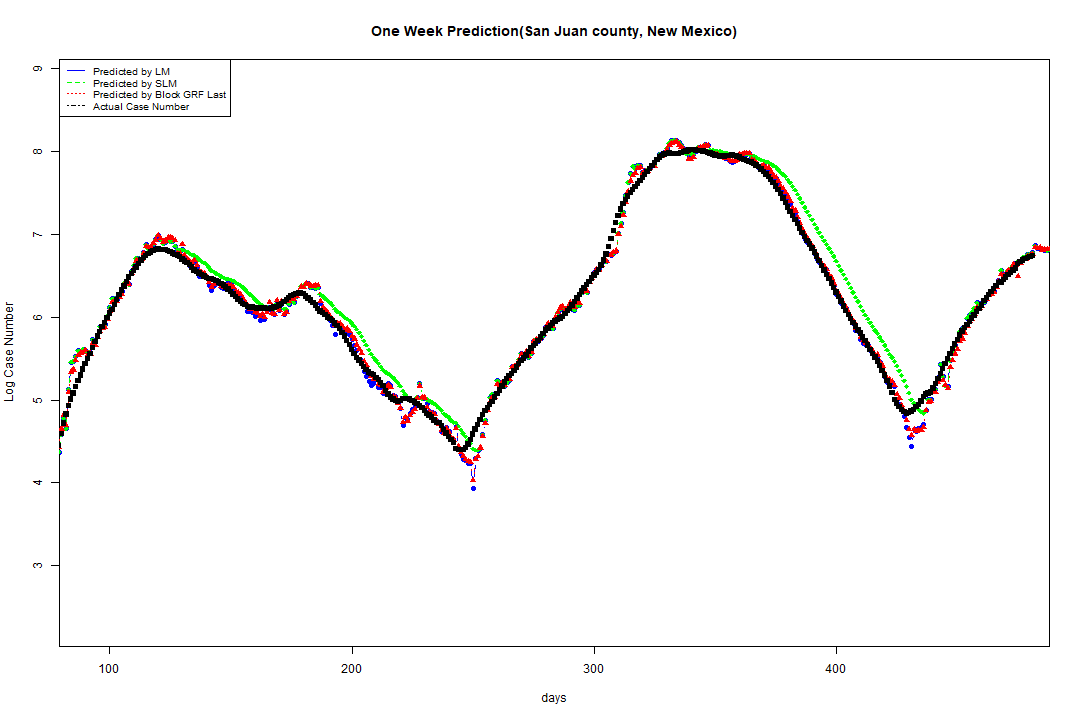 One Week Prediction(San Juan county, New Mexico)
Predicted by LM
Predicted by SLM
Predicted by Block GRF Last
Actual Case Number
9
8
7
6
5
4
3
Log Case Number
100 200 300 400
days